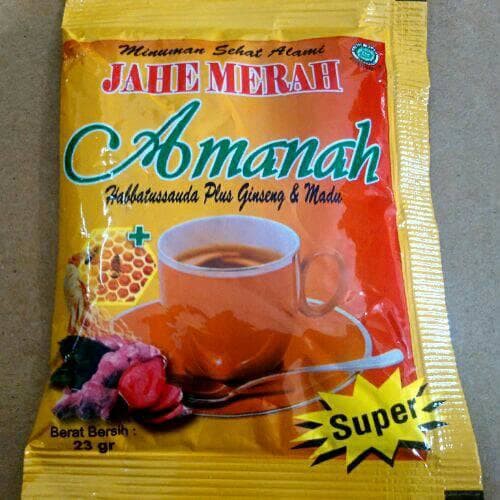 Minuman Sehat Alami
JAHE MERAH
Amanah
Habbatussauda Plus Ginseng & Madu
Super
Berat Bersih :
23 gr